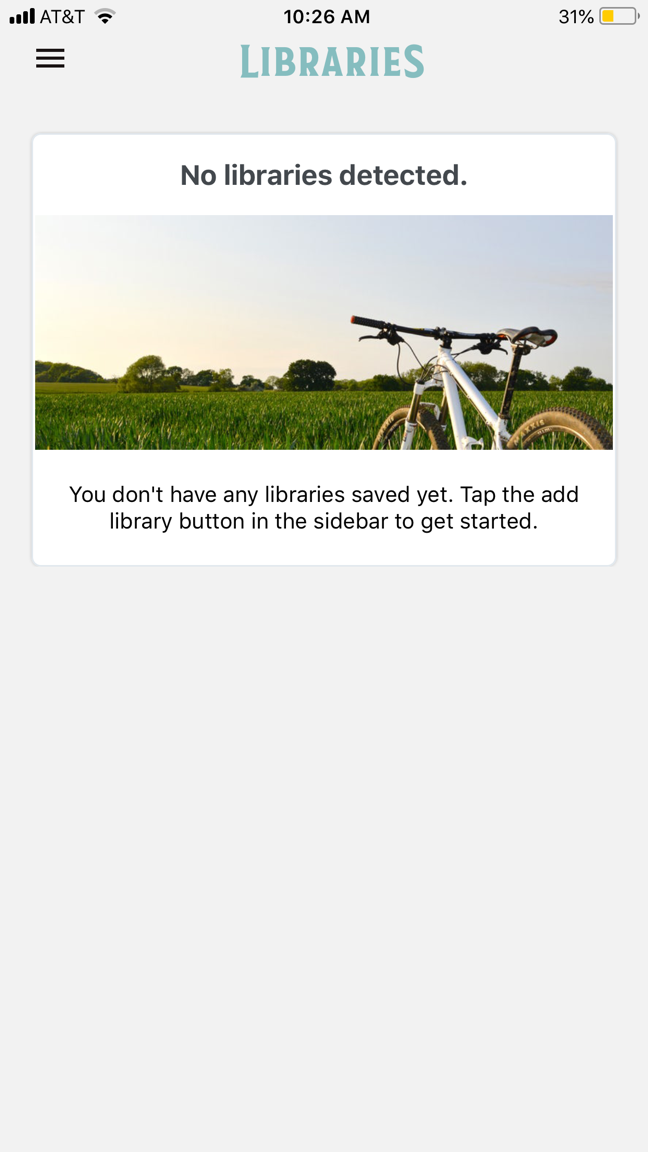 AT&T 10:26 AM 31%
LIBRARIES
No libraries detected.
You don't have any libraries saved yet. Tap the add
library button in the sidebar to get started.